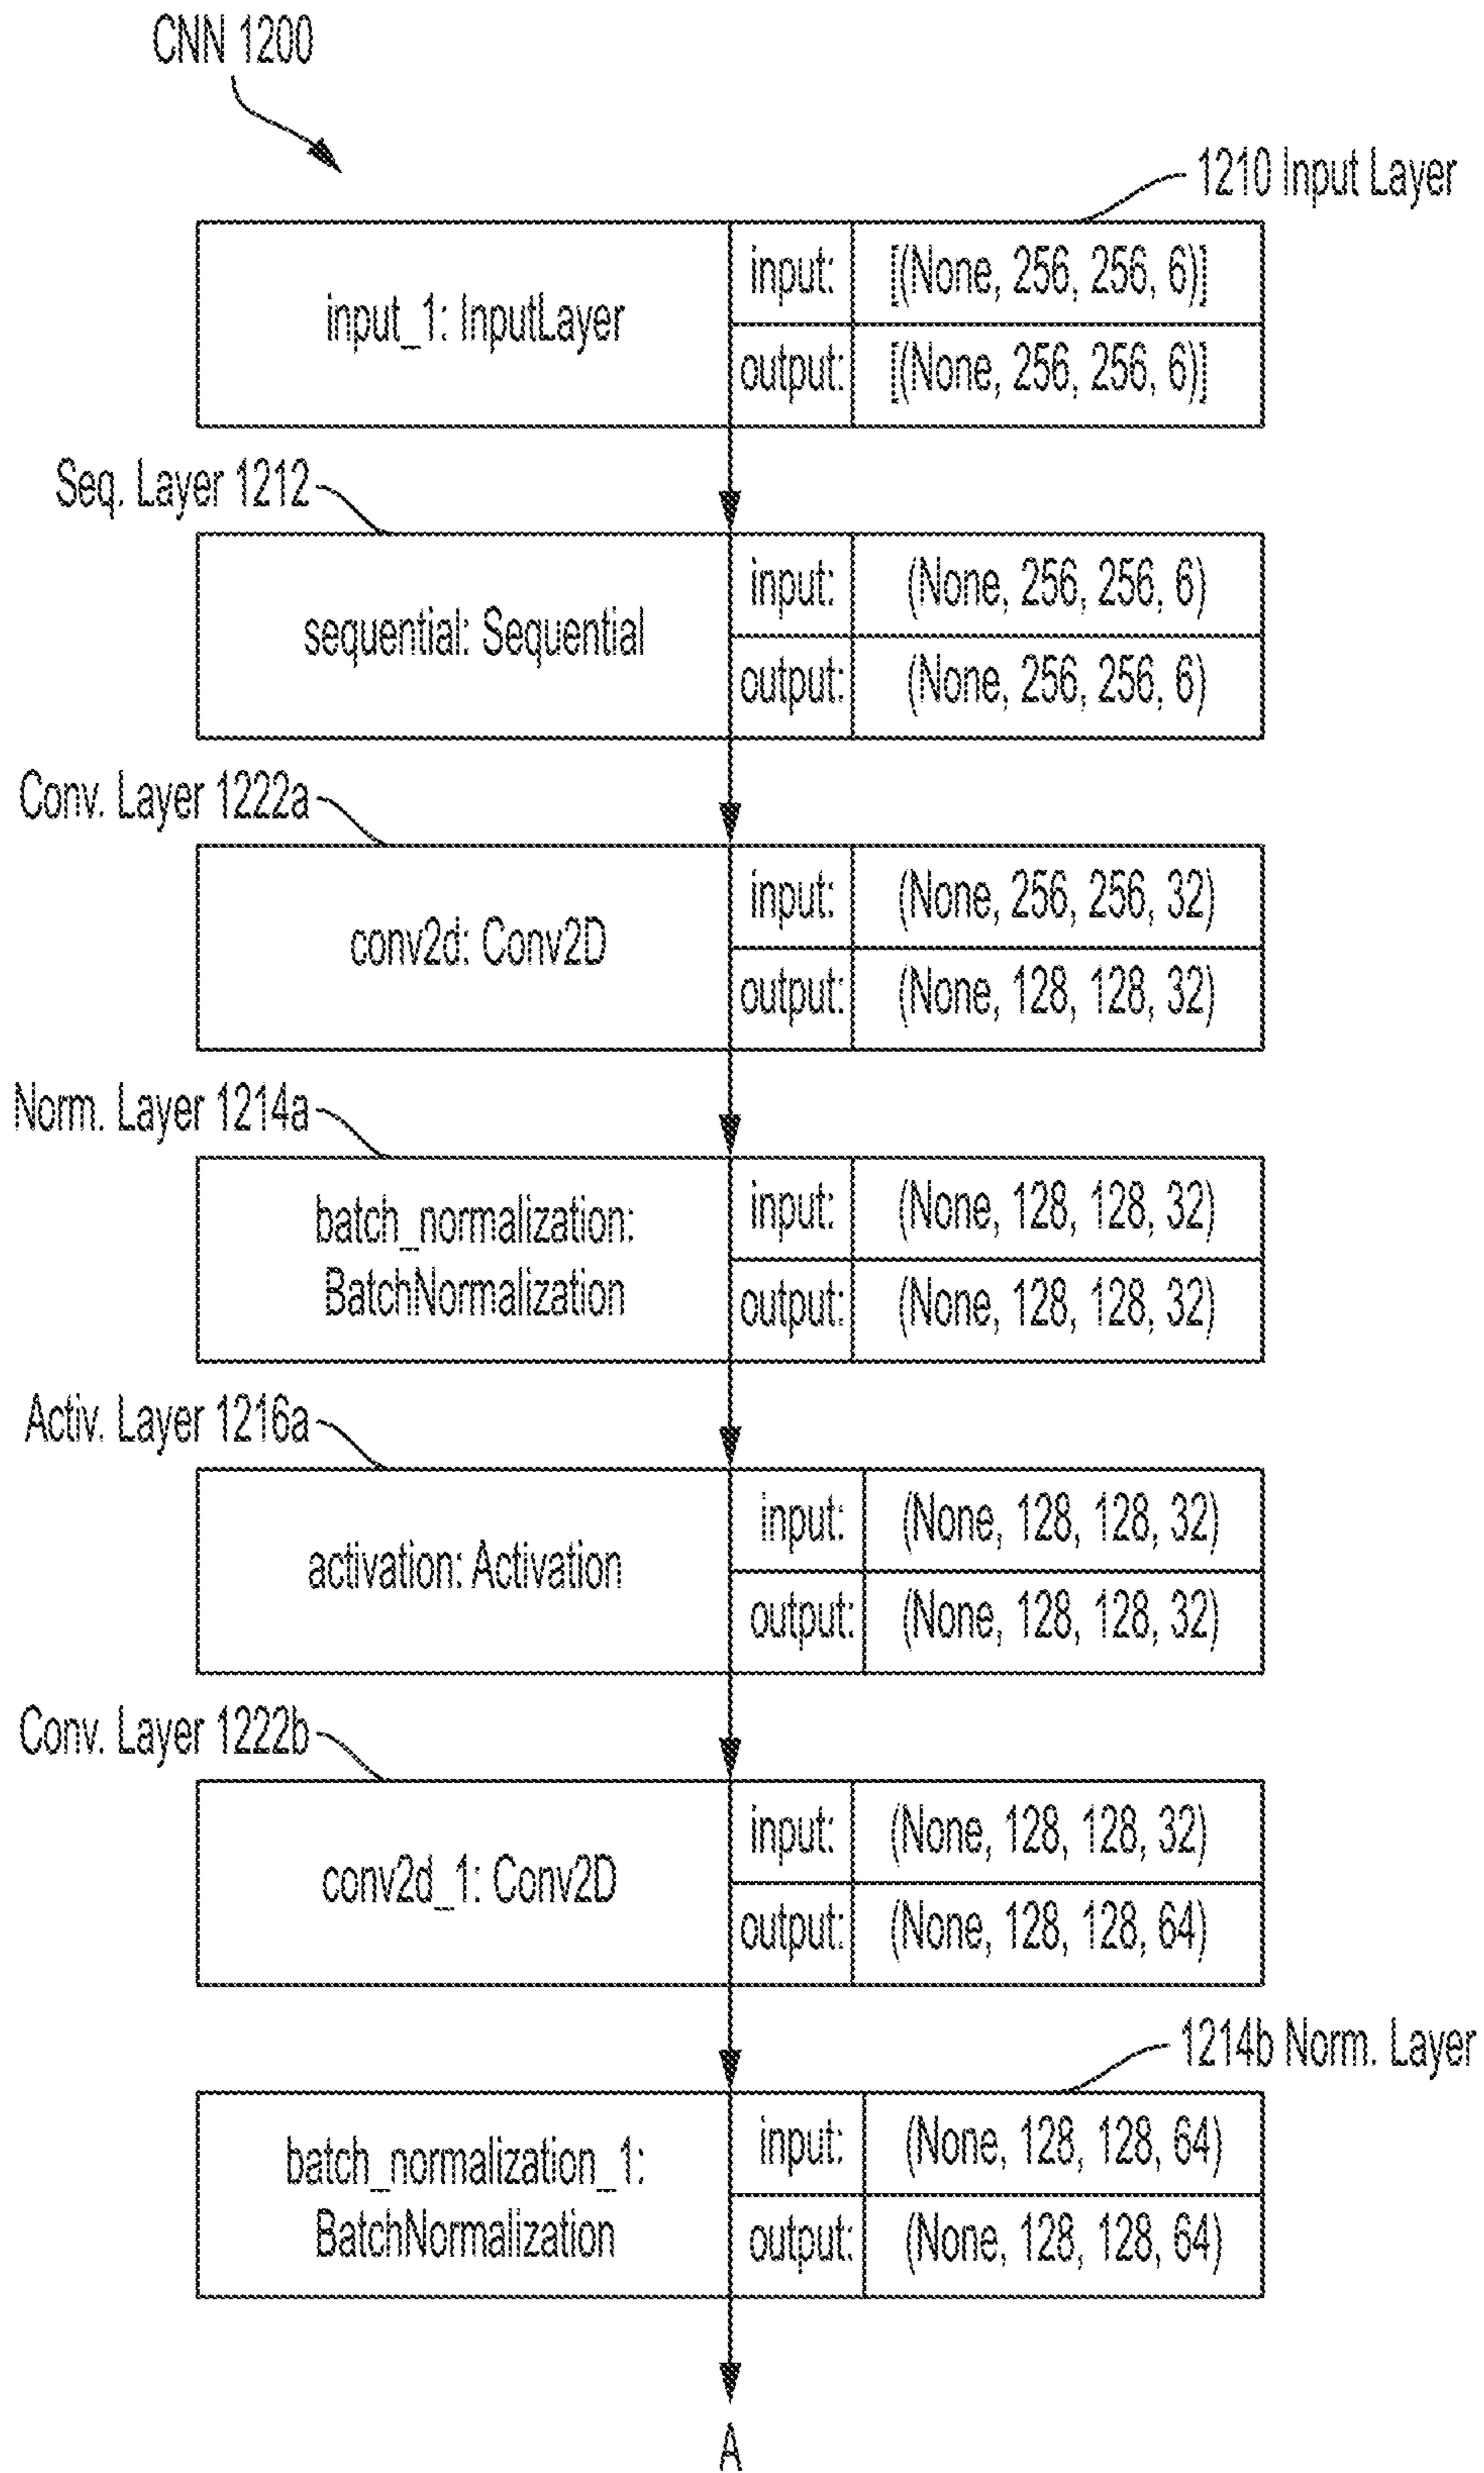 CNN 1200
1210 Input Layer
input_1: InputLayer
input:
[(None, 256, 256, 6)]
output:
[(None, 256, 256, 6)]
Seq. Layer 1212
sequential: Sequential
input:
(None, 256, 256, 6)
output:
(None, 256, 256, 6)
Conv. Layer 1222a
conv2d: Conv2D
input:
(None, 256, 256, 32)
output:
(None, 128, 128, 32)
Norm. Layer 1214a
batch_normalization:
BatchNormalization
input:
(None, 128, 128, 32)
output:
(None, 128, 128, 32)
Activ. Layer 1216a
activation: Activation
input:
(None, 128, 128, 32)
output:
(None, 128, 128, 32)
Conv. Layer 1222b
conv2d_1: Conv2D
input:
(None, 128, 128, 32)
output:
(None, 128, 128, 64)
1214b Norm. Layer
batch_normalization_1:
BatchNormalization
input:
(None, 128, 128, 64)
output:
(None, 128, 128, 64)
A